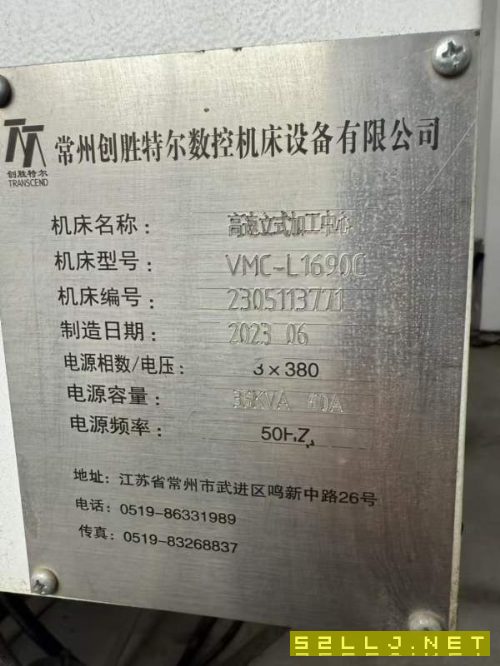 常州创胜特尔数控机床设备有限公司
创胜特尔
TRANSCEND
机床名称： 高速立式加工中心
机床型号： VMC-L1690C
机床编号： 2305113771
制造日期： 2023 06
电源相数/电压： 3×380
电源容量： 35KVA
电源频率： 50HZ
地址：江苏省常州市武进区鸣新中路26号
电话：0519-86331989
传真：0519-83268837
52LLJ.NET